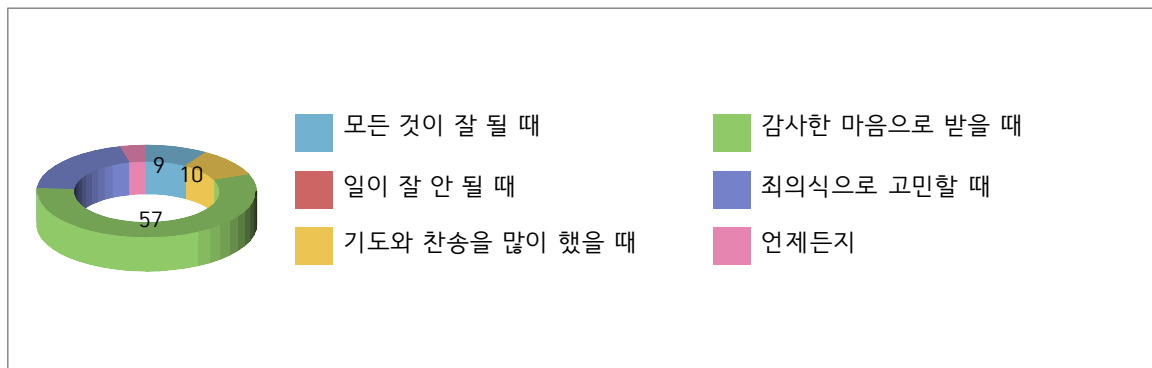 모든 것이 잘 될 때
감사한 마음으로 받을 때
9
10
일이 잘 안 될 때
죄의식으로 고민할 때
57
기도와 찬송을 많이 했을 때
언제든지